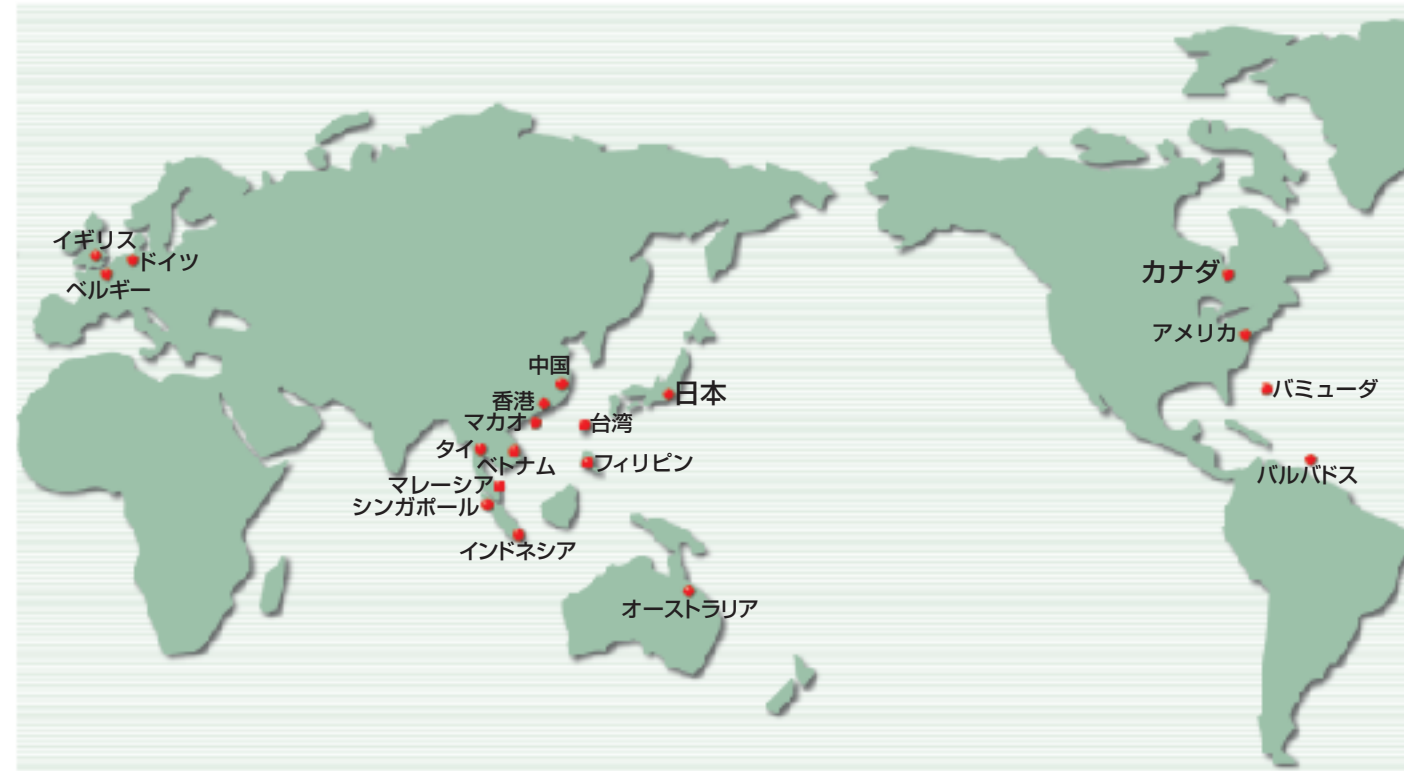 イギリス
ドイツ
ベルギー
中国
香港
マカオ
タイ
ベトナム
マレーシア
シンガポール
インドネシア
日本
台湾
フィリピン
オーストラリア
カナダ
アメリカ
バミューダ
バルバドス